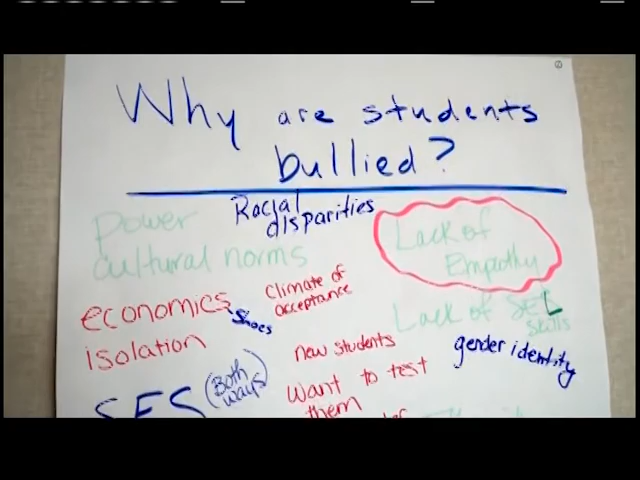 Why are students
bullied?
Racial
disparities
power
cultural norms
Lack of
Empathy
economics
Shoes
Climate of
acceptance
Lack of SEL
skills
isolation
new students
gender identity
SES
(Both
ways)
Want to test
them